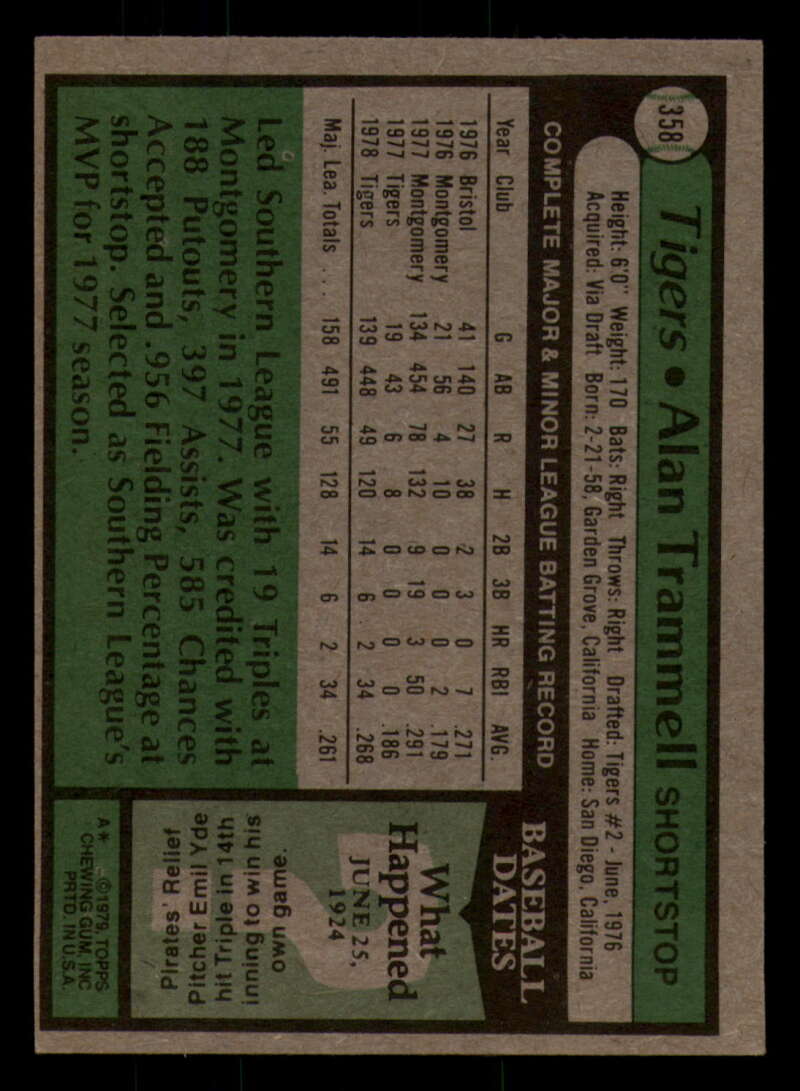 358
Tigers • Alan Trammell SHORTSTOP
Height: 6'0" Weight: 170 Bats: Right Throws: Right Drafted: Tigers #2 - June, 1976
Acquired: Via Draft Born: 2-21-58, Garden Grove, California Home: San Diego, California
COMPLETE MAJOR & MINOR LEAGUE BATTING RECORD
Year Club G AB R H 2B 3B HR RBI AVG.
1976 Bristol 41 140 27 38 2 3 0 7 .271
1976 Montgomery 21 56 4 10 0 0 0 2 .179
1977 Montgomery 134 454 78 132 9 19 3 50 .291
1977 Tigers 19 43 6 8 0 0 0 0 .186
1978 Tigers 139 448 49 120 14 6 2 34 .268
Maj. Lea. Totals . . . 158 491 55 128 14 6 2 34 .261
Led Southern League with 19 Triples at
Montgomery in 1977. Was credited with
188 Putouts, 397 Assists, 585 Chances
Accepted and .956 Fielding Percentage at
shortstop. Selected as Southern League's
MVP for 1977 season.
BASEBALL
DATES
What
Happened
JUNE 25,
1924
Pirates' Relief
Pitcher Emil Yde
hit Triple in 14th
inning to win his
own game.
A* ©1979, TOPPS
CHEWING GUM, INC
PRTD. IN U.S.A.